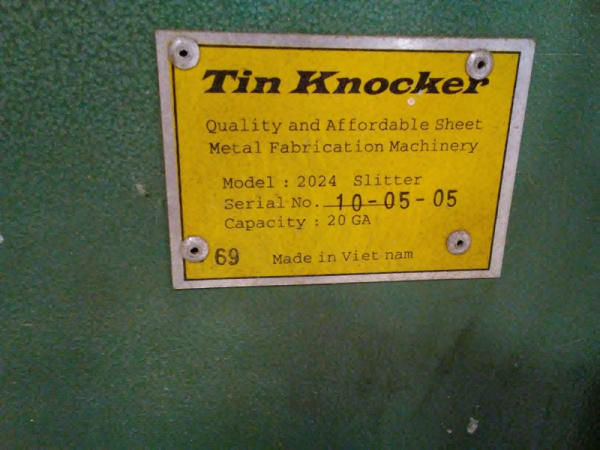 Tin Knocker
Quality and Affordable Sheet
Metal Fabrication Machinery
Model : 2024 Slitter
Serial No. 10-05-05
Capacity : 20 GA
69 Made in Viet nam